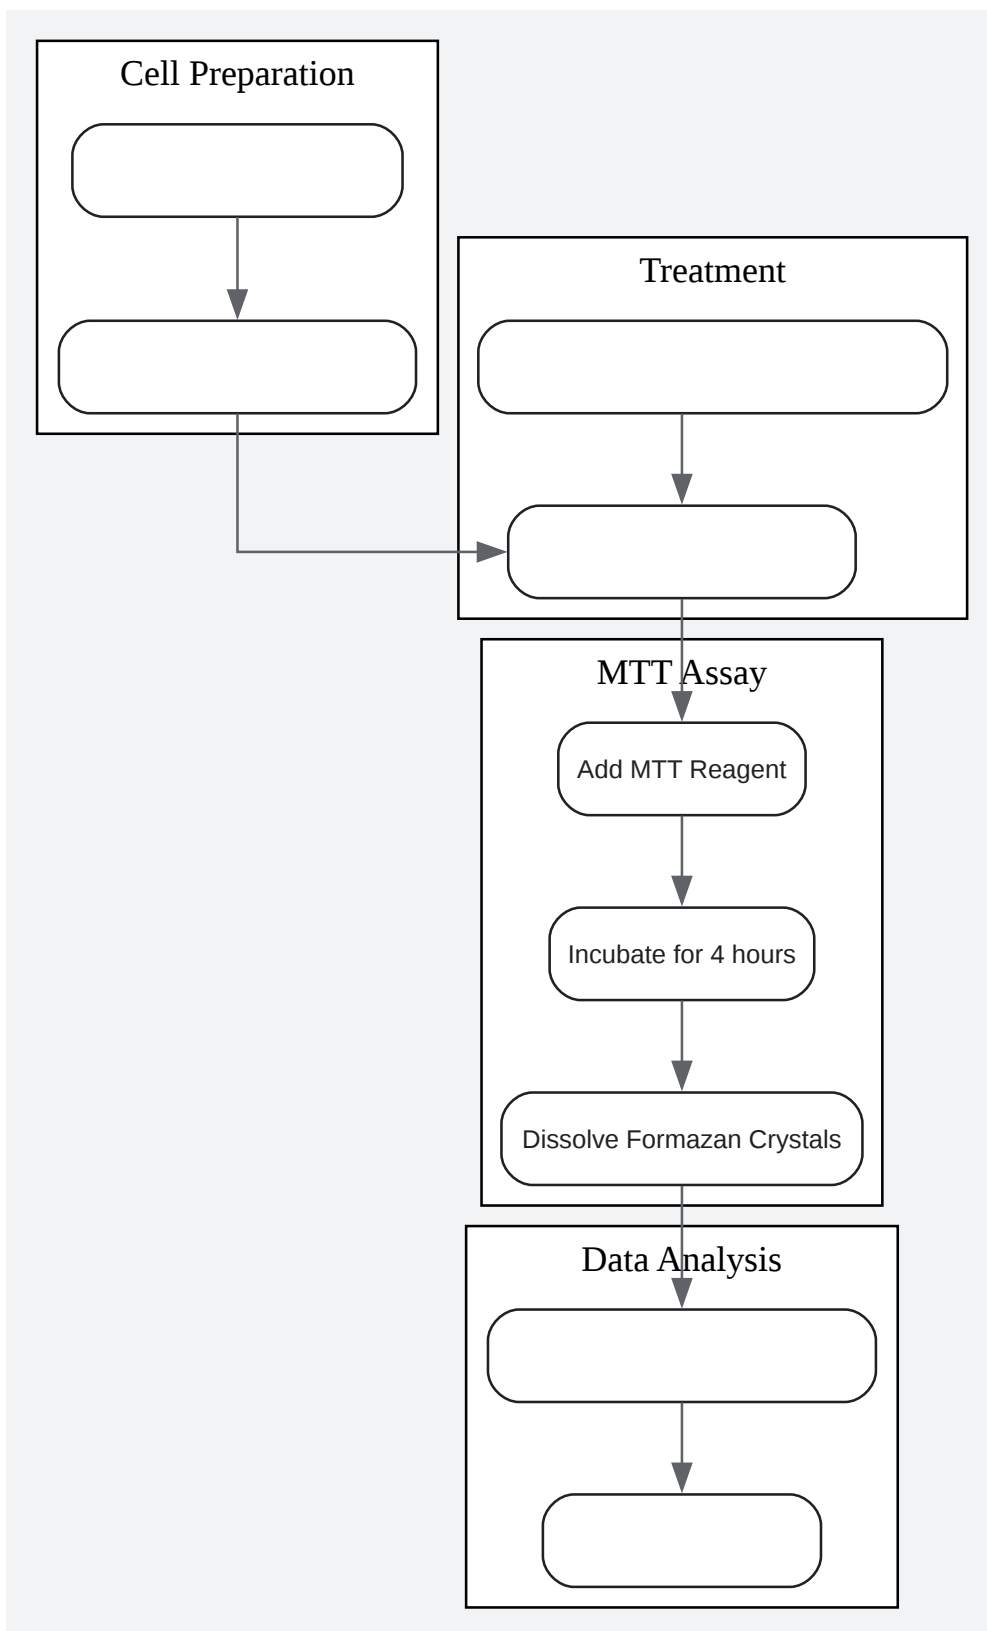 Cell Preparation
Treatment
MTT Assay
Add MTT Reagent
Incubate for 4 hours
Dissolve Formazan Crystals
Data Analysis